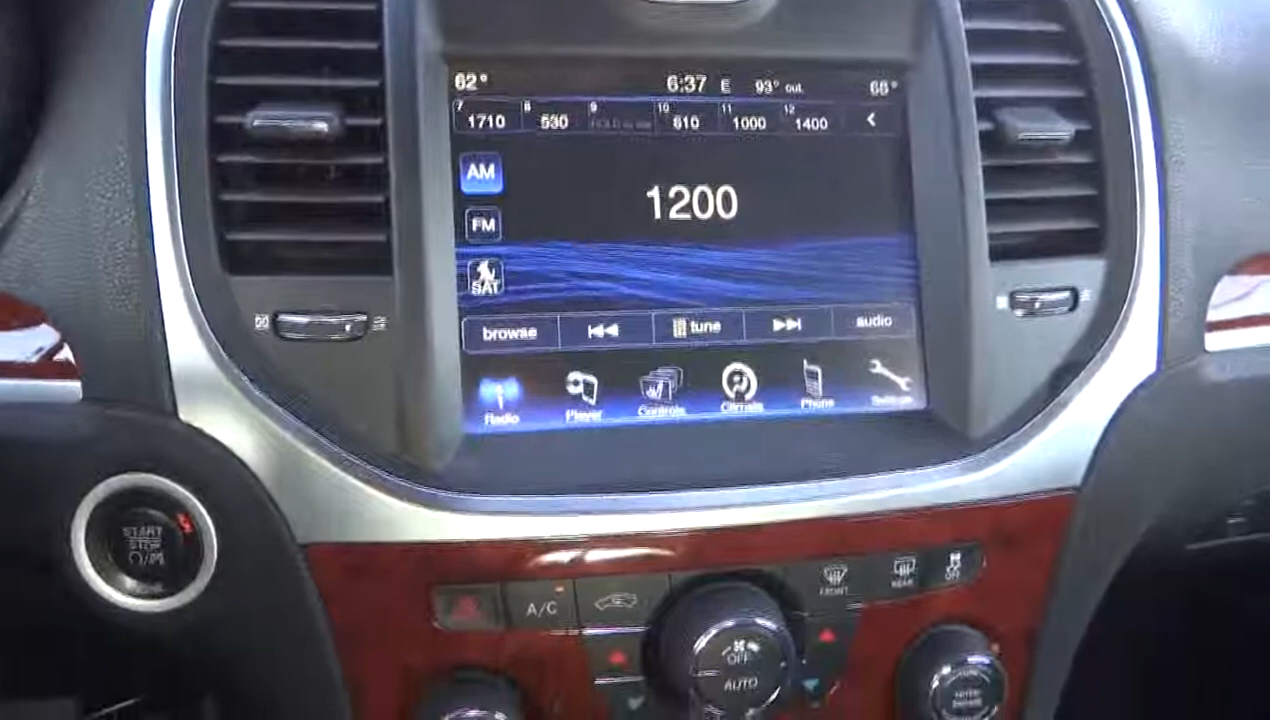 62° 6:37 E 93° out. 66°
7 8 9 10 11 12
1710 530 610 1000 1400 <
AM
1200
FM
SAT
browse tune audio
Radio Player Controls Climate Phone Settings
START
STOP
A/C
FRONT
REAR
OFF
OFF
AUTO